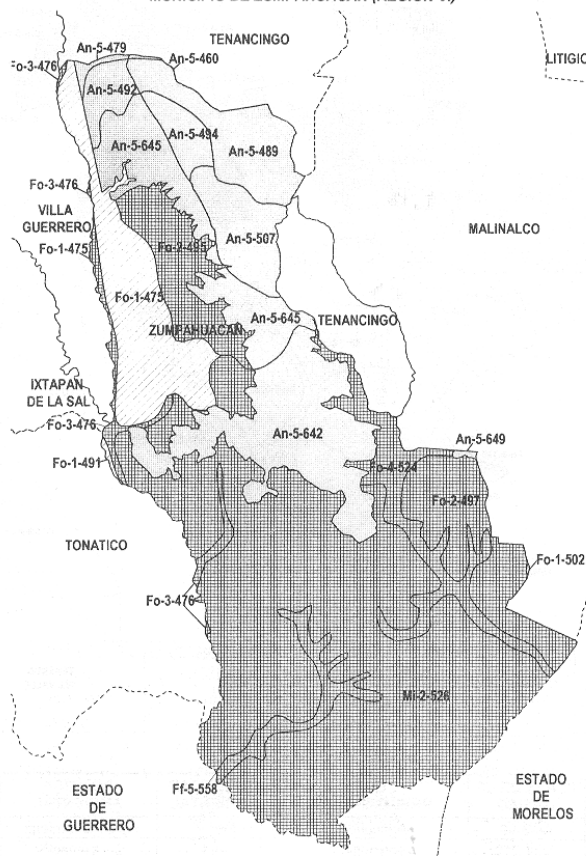 TENANCINGO
An-5-479
An-5-460
LITIGIO
Fo-3-476
An-5-492
An-5-494
An-5-645
An-5-489
Fo-3-476
VILLA
GUERRERO
MALINALCO
An-5-507
Fo-1-475
Fo-1-475
An-5-645
TENANCINGO
ZUMPAHUACAN
IXTAPAN
DE LA SAL
Fo-3-476
An-5-642
An-5-649
Fo-1-491
Fo-4-524
Fo-2-497
TONATICO
Fo-1-502
Fo-3-476
Mi-2-526
Ff-5-558
ESTADO
DE
GUERRERO
ESTADO
DE
MORELOS